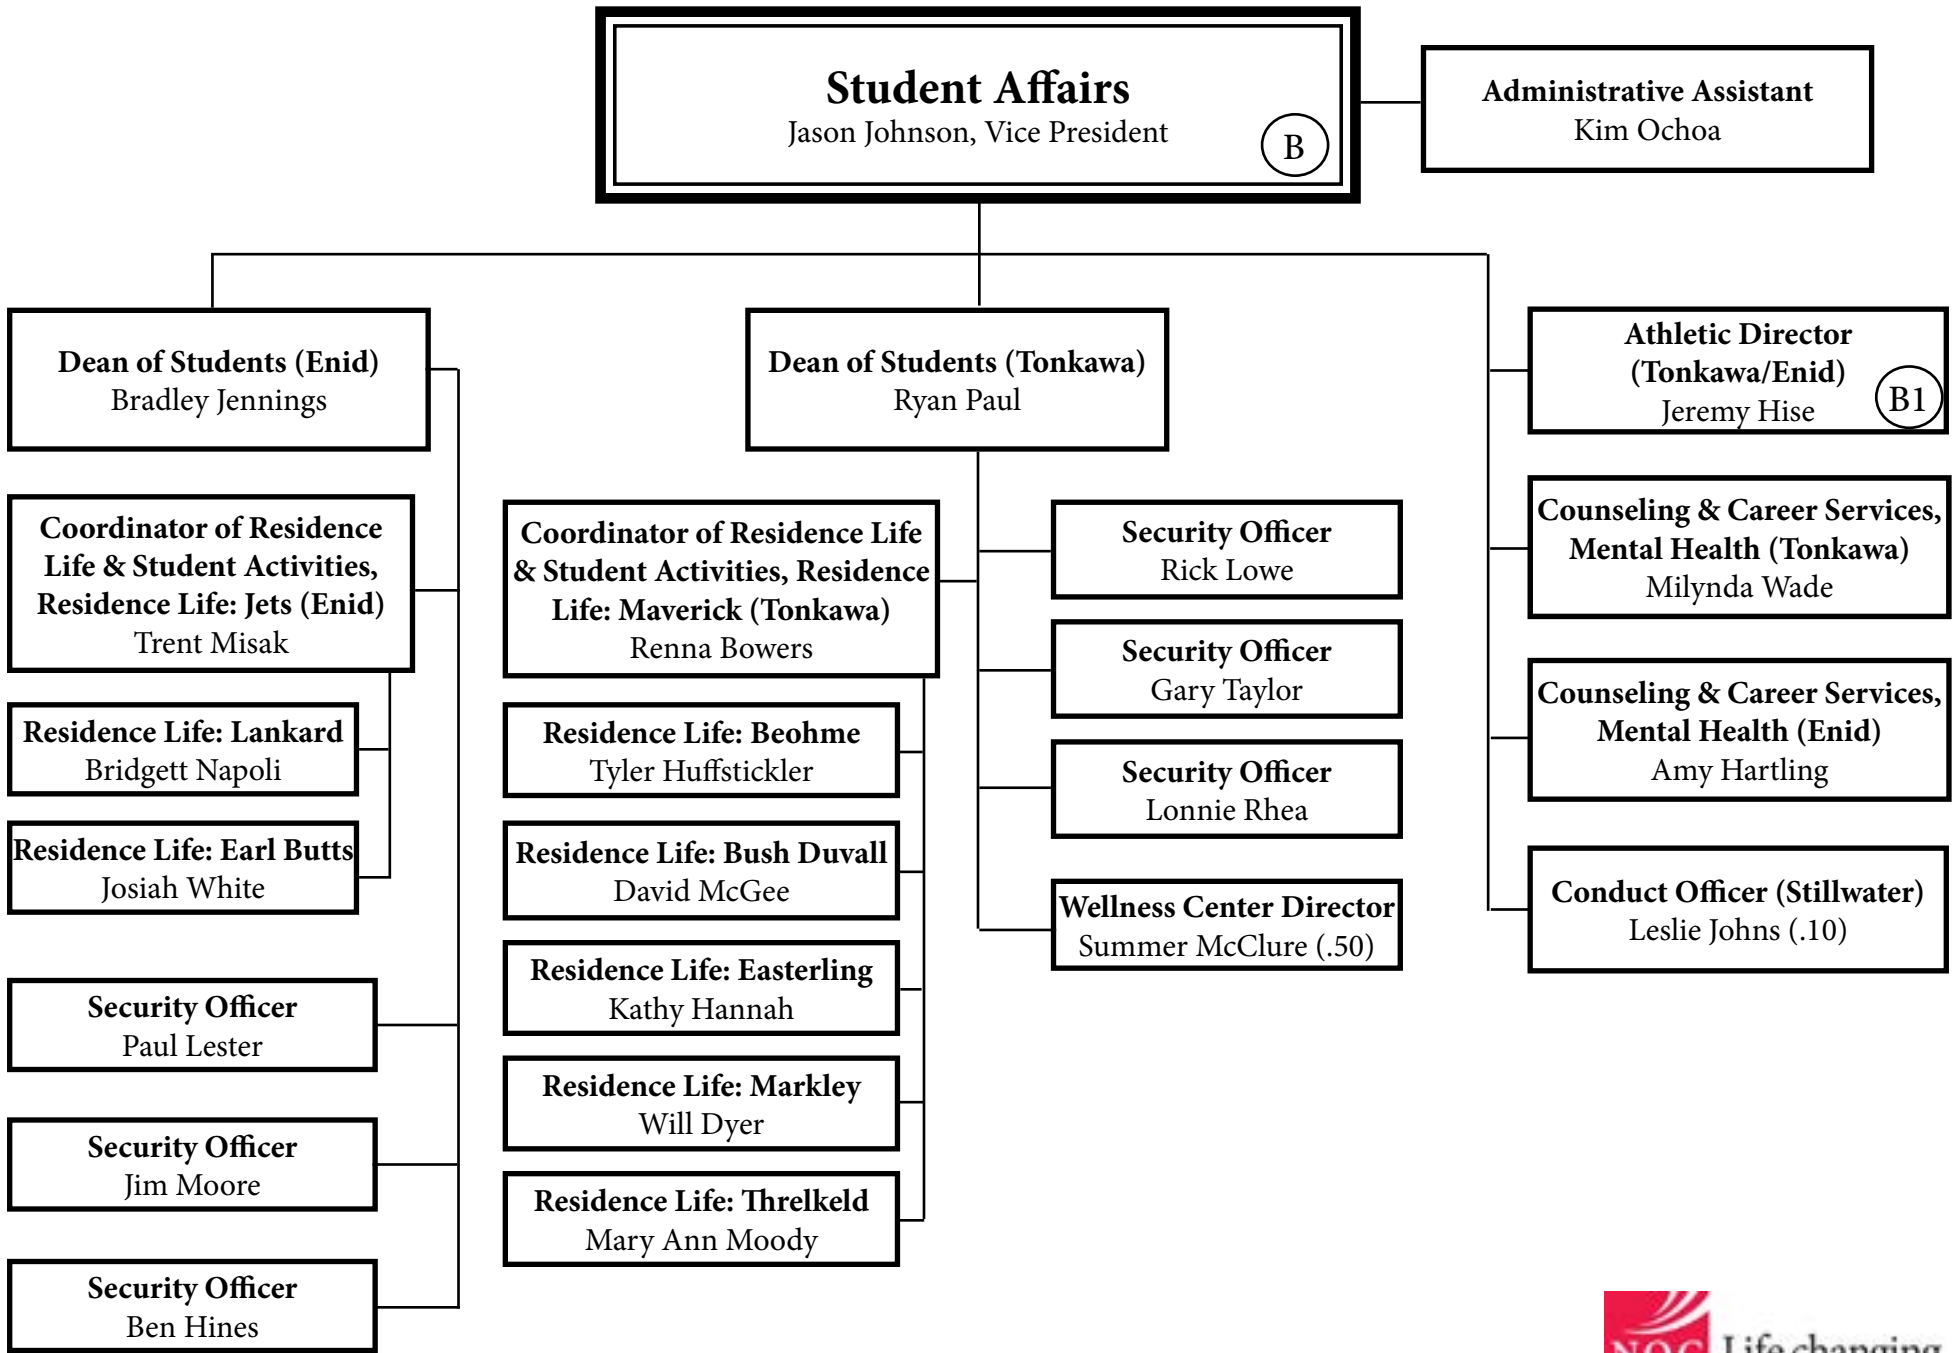 Student Affairs
Jason Johnson, Vice President
B
Administrative Assistant
Kim Ochoa
Dean of Students (Enid)
Bradley Jennings
Dean of Students (Tonkawa)
Ryan Paul
Athletic Director
(Tonkawa/Enid)
Jeremy Hise
B1
Coordinator of Residence
Life & Student Activities,
Residence Life: Jets (Enid)
Trent Misak
Residence Life: Lankard
Bridgett Napoli
Residence Life: Earl Butts
Josiah White
Security Officer
Paul Lester
Security Officer
Jim Moore
Security Officer
Ben Hines
Coordinator of Residence Life
& Student Activities, Residence
Life: Maverick (Tonkawa)
Renna Bowers
Residence Life: Beohme
Tyler Huffstickler
Residence Life: Bush Duvall
David McGee
Residence Life: Easterling
Kathy Hannah
Residence Life: Markley
Will Dyer
Residence Life: Threlkeld
Mary Ann Moody
Security Officer
Rick Lowe
Security Officer
Gary Taylor
Security Officer
Lonnie Rhea
Wellness Center Director
Summer McClure (.50)
Counseling & Career Services,
Mental Health (Tonkawa)
Milynda Wade
Counseling & Career Services,
Mental Health (Enid)
Amy Hartling
Conduct Officer (Stillwater)
Leslie Johns (.10)
NOC Life changing